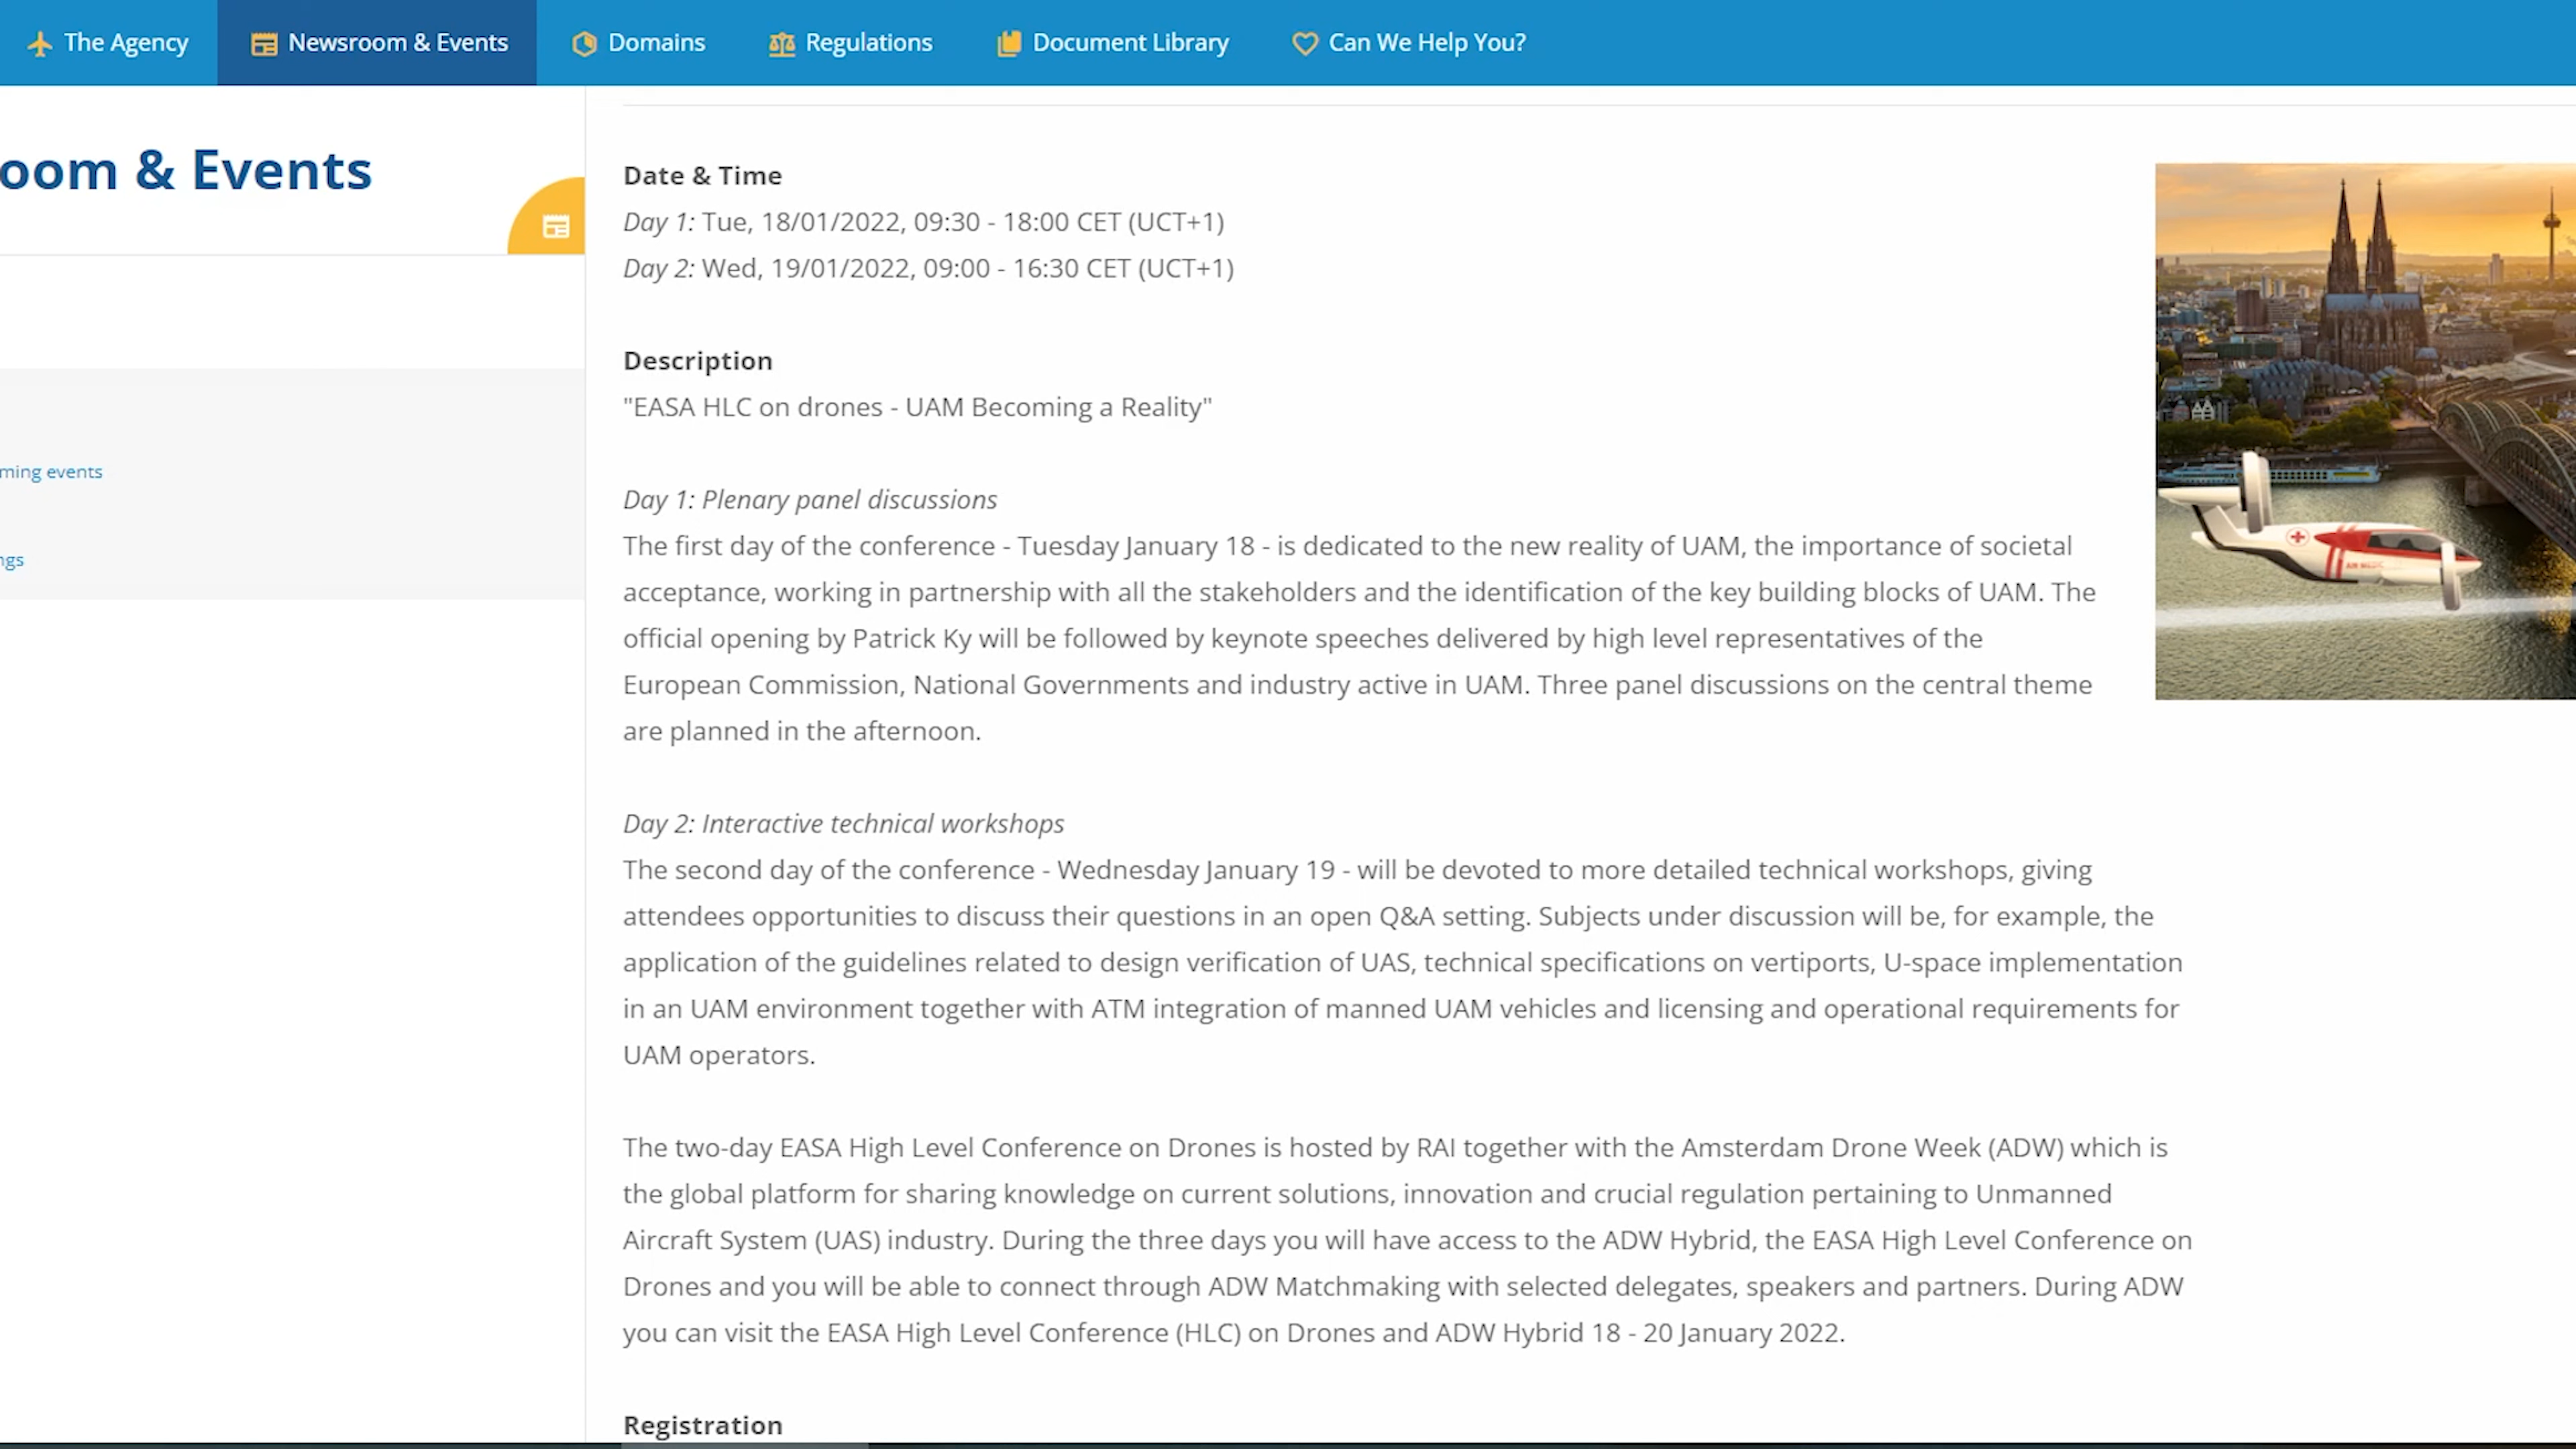 The Agency
Newsroom & Events
Domains
Regulations
Document Library
Can We Help You?
oom & Events
ming events
ngs
Date & Time
Day 1: Tue, 18/01/2022, 09:30 - 18:00 CET (UCT+1)
Day 2: Wed, 19/01/2022, 09:00 - 16:30 CET (UCT+1)
Description
"EASA HLC on drones - UAM Becoming a Reality"
Day 1: Plenary panel discussions
The first day of the conference - Tuesday January 18 - is dedicated to the new reality of UAM, the importance of societal
acceptance, working in partnership with all the stakeholders and the identification of the key building blocks of UAM. The
official opening by Patrick Ky will be followed by keynote speeches delivered by high level representatives of the
European Commission, National Governments and industry active in UAM. Three panel discussions on the central theme
are planned in the afternoon.
Day 2: Interactive technical workshops
The second day of the conference - Wednesday January 19 - will be devoted to more detailed technical workshops, giving
attendees opportunities to discuss their questions in an open Q&A setting. Subjects under discussion will be, for example, the
application of the guidelines related to design verification of UAS, technical specifications on vertiports, U-space implementation
in an UAM environment together with ATM integration of manned UAM vehicles and licensing and operational requirements for
UAM operators.
The two-day EASA High Level Conference on Drones is hosted by RAI together with the Amsterdam Drone Week (ADW) which is
the global platform for sharing knowledge on current solutions, innovation and crucial regulation pertaining to Unmanned
Aircraft System (UAS) industry. During the three days you will have access to the ADW Hybrid, the EASA High Level Conference on
Drones and you will be able to connect through ADW Matchmaking with selected delegates, speakers and partners. During ADW
you can visit the EASA High Level Conference (HLC) on Drones and ADW Hybrid 18 - 20 January 2022.
Registration